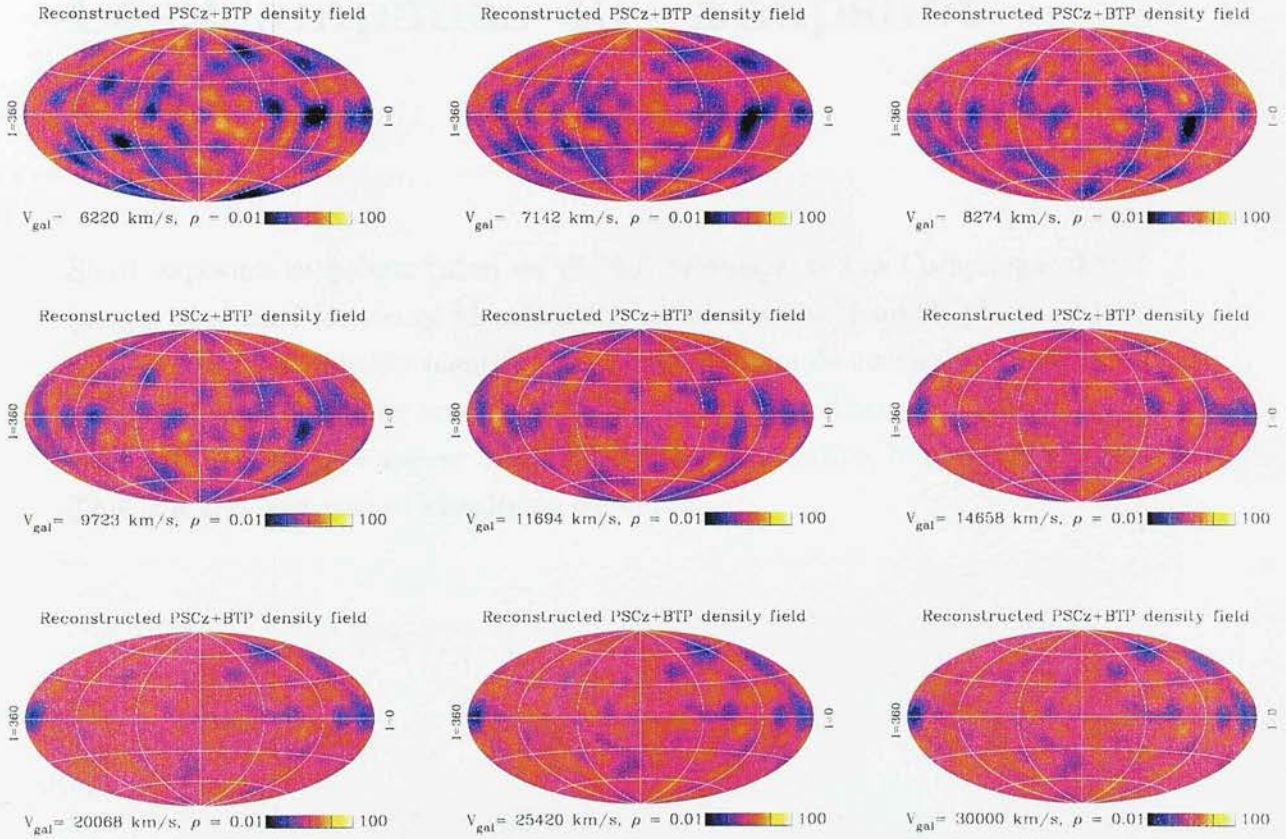 Reconstructed PSCz+BTP density field
Reconstructed PSCz+BTP density field
Reconstructed PSCz+BTP density field
l=360
l=0
l=360
l=0
l=360
l=0
V_gal= 6220 km/s, ρ = 0.01 100
V_gal= 7142 km/s, ρ = 0.01 100
V_gal= 8274 km/s, ρ = 0.01 100
Reconstructed PSCz+BTP density field
Reconstructed PSCz+BTP density field
Reconstructed PSCz+BTP density field
l=360
l=0
l=360
l=0
l=360
l=0
V_gal= 9723 km/s, ρ = 0.01 100
V_gal= 11694 km/s, ρ = 0.01 100
V_gal= 14658 km/s, ρ = 0.01 100
Reconstructed PSCz+BTP density field
Reconstructed PSCz+BTP density field
Reconstructed PSCz+BTP density field
l=360
l=0
l=360
l=0
l=360
l=0
V_gal= 20068 km/s, ρ = 0.01 100
V_gal= 25420 km/s, ρ = 0.01 100
V_gal= 30000 km/s, ρ = 0.01 100